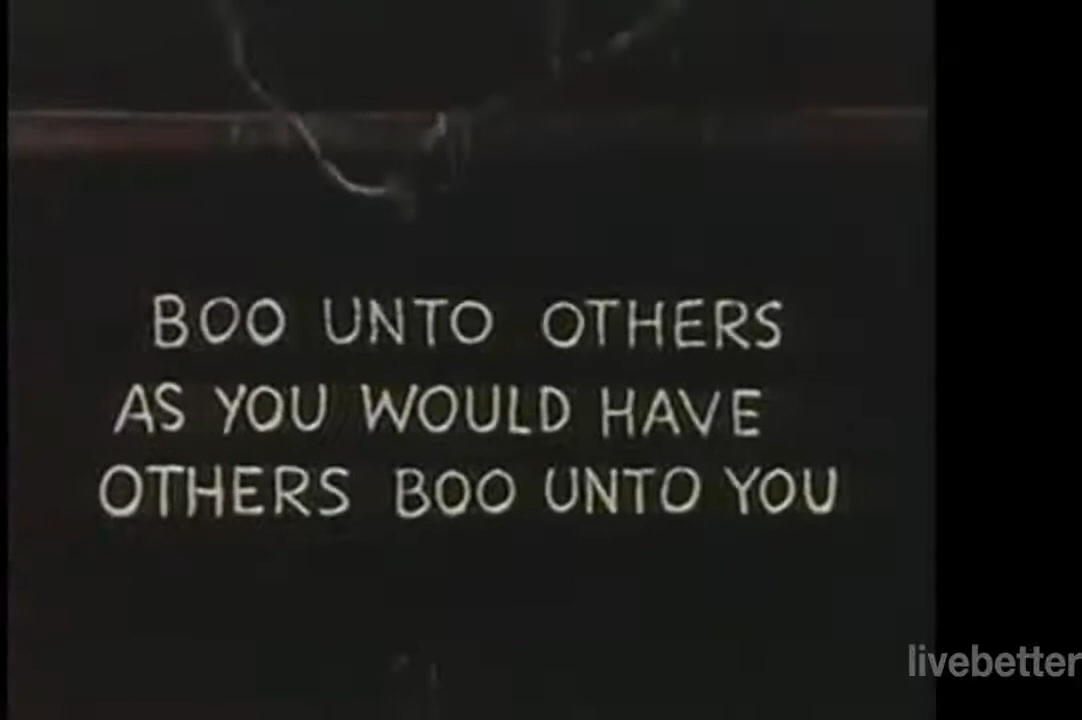 BOO UNTO OTHERS
AS YOU WOULD HAVE
OTHERS BOO UNTO YOU
livebetter